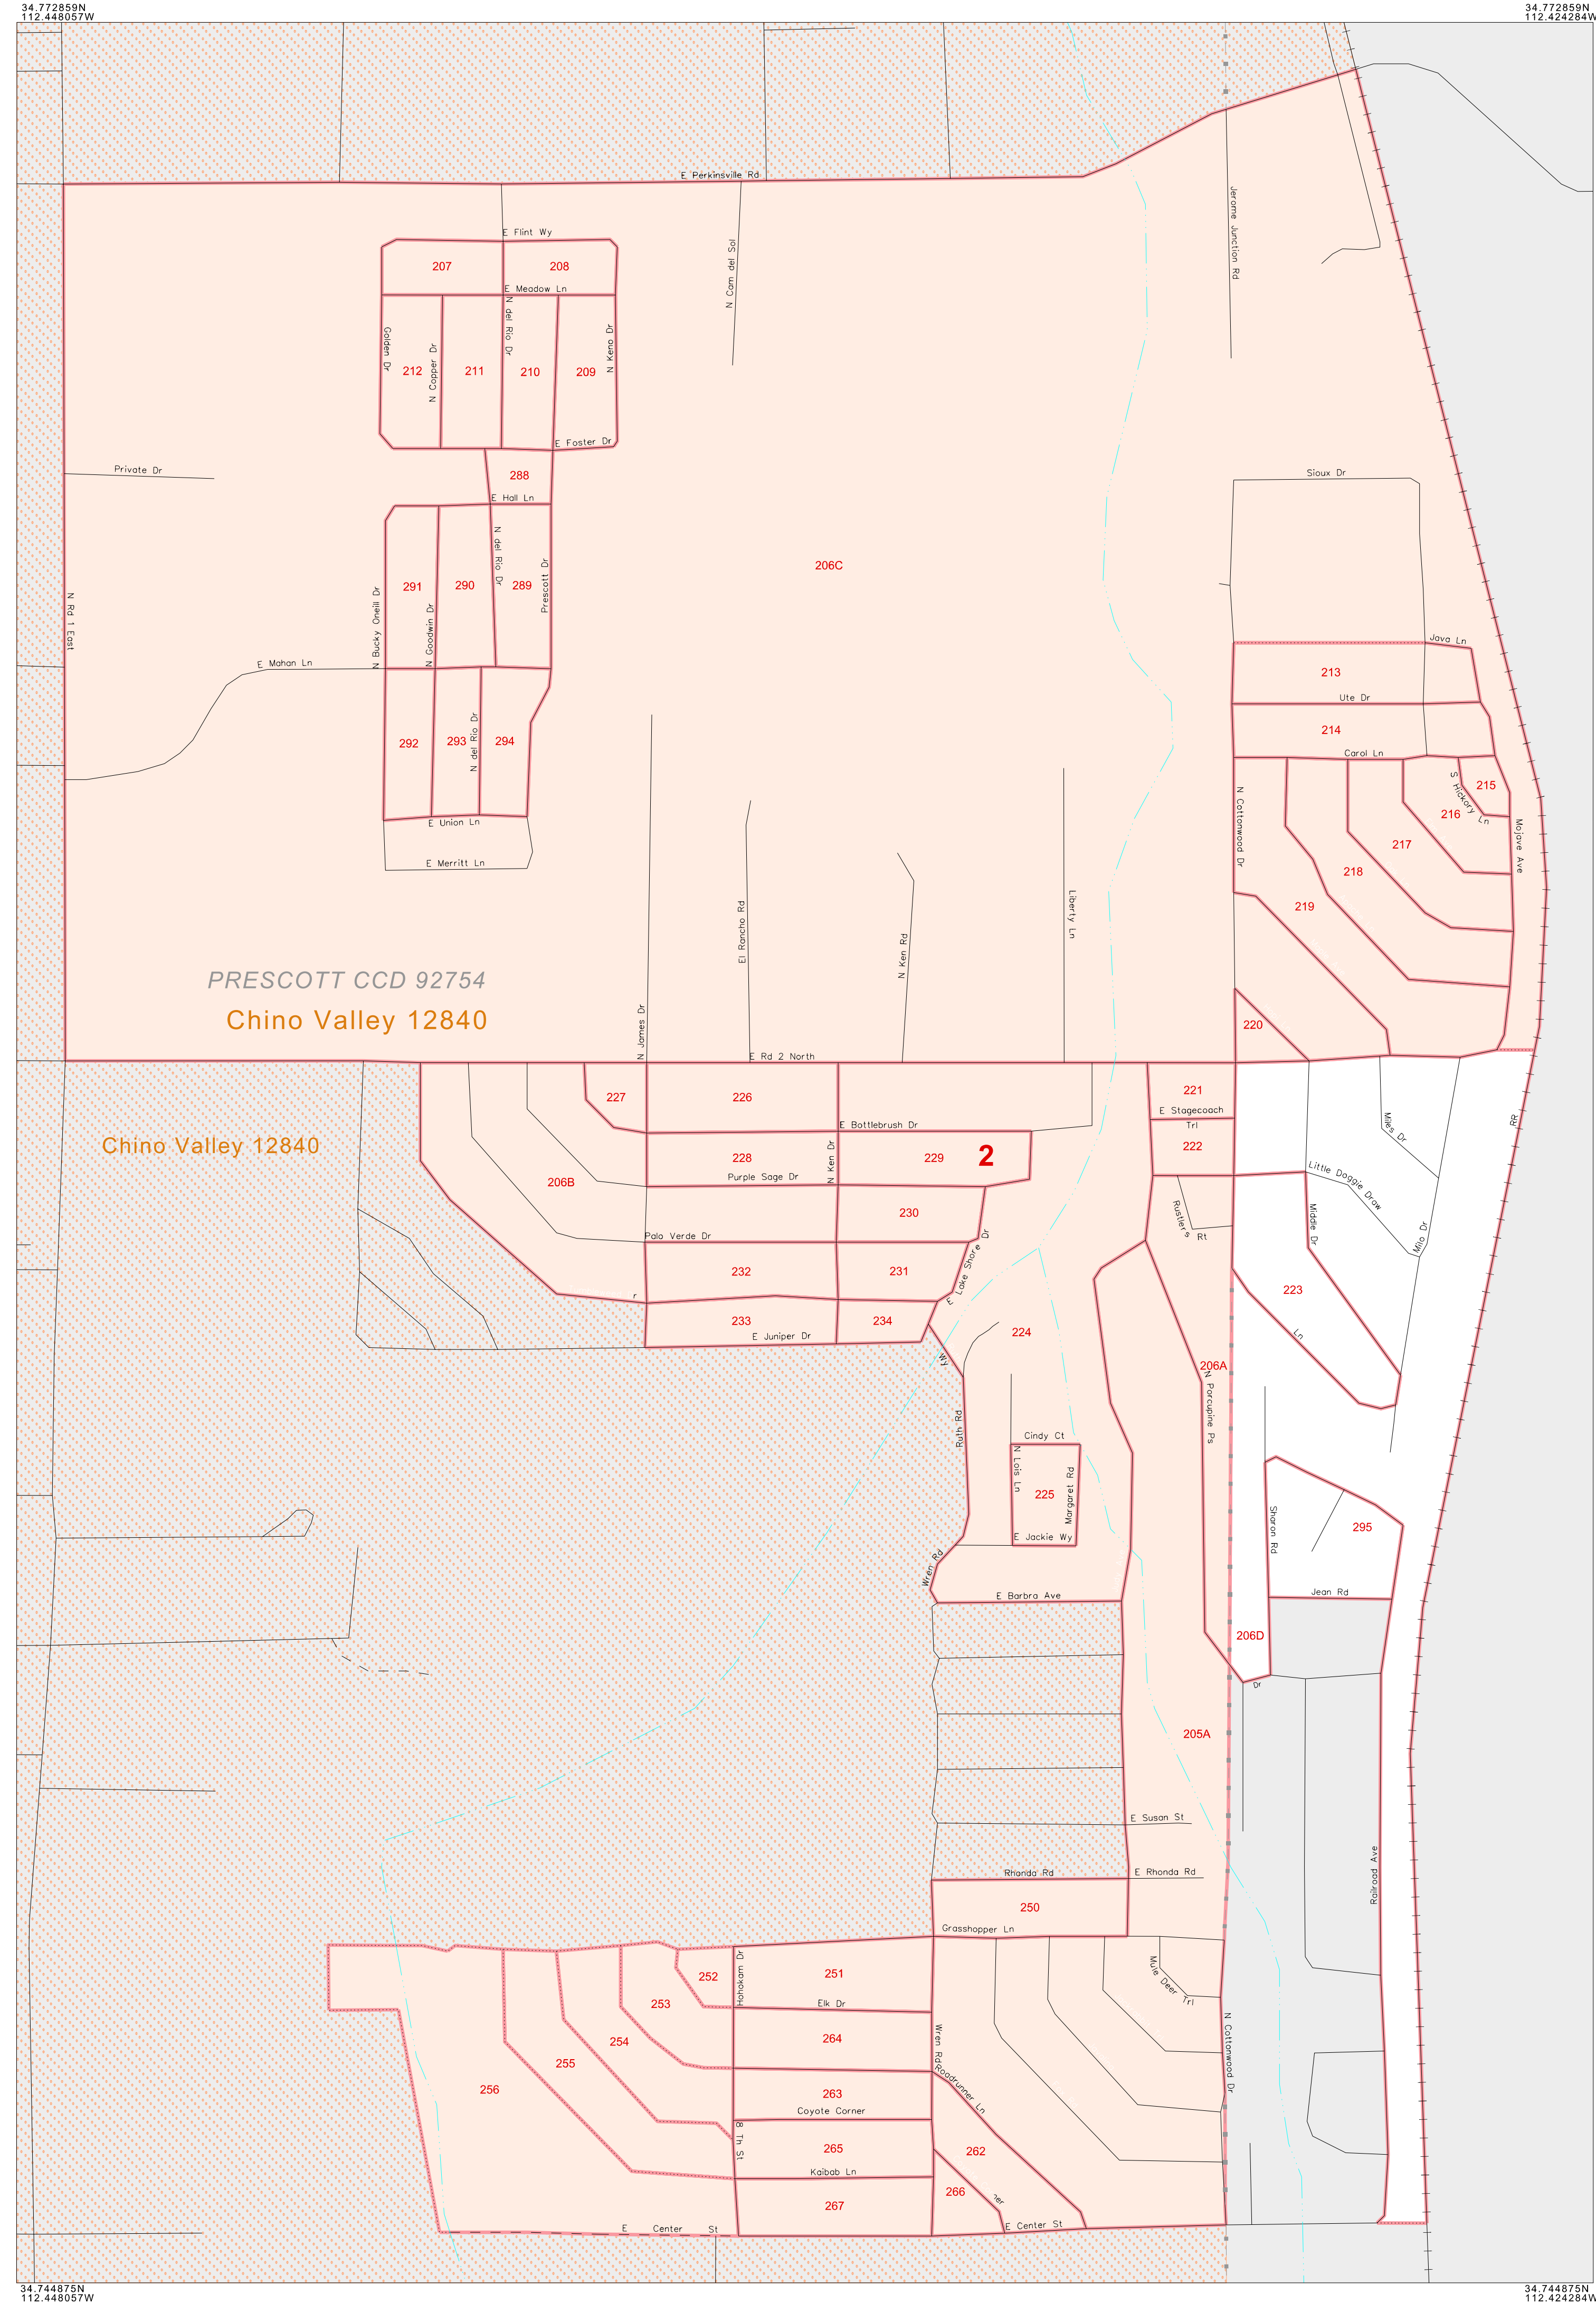 34.772859N
112.448057W
34.772859N
112.424284W
E Perkinsville Rd
Jerome Junction Rd
E Flint Wy
207
208
N Cam del Sol
E Meadow Ln
Golden Dr
N Copper Dr
N del Rio Dr
N Keno Dr
212
211
210
209
E Foster Dr
Private Dr
288
Sioux Dr
E Hall Ln
N Rd 1 East
N Bucky Oneill Dr
N Goodwin Dr
N del Rio Dr
Prescott Dr
291
290
289
206C
E Mahan Ln
Java Ln
213
Ute Dr
214
292
293
294
N del Rio Dr
Carol Ln
S Hickory Ln
215
216
217
218
219
N Cottonwood Dr
Mojave Ave
E Union Ln
E Merritt Ln
El Rancho Rd
N Ken Rd
Liberty Ln
PRESCOTT CCD 92754
Chino Valley 12840
N James Dr
220
E Rd 2 North
227
226
221
E Stagecoach
Trl
222
RR
Miles Dr
E Bottlebrush Dr
Chino Valley 12840
228
N Ken Dr
229
2
Purple Sage Dr
206B
Little Doggie Draw
230
Rustlers Rt
Middle Dr
Milo Dr
Palo Verde Dr
E Lake Shore Dr
232
231
223
r
233
234
E Juniper Dr
224
Ln
Wy
206A
N Porcupine Ps
Ruth Rd
Cindy Ct
N Lois Ln
225
Margaret Rd
E Jackie Wy
Sharon Rd
295
Wren Rd
E Barbra Ave
Jean Rd
206D
Dr
205A
E Susan St
Railroad Ave
Rhonda Rd
E Rhonda Rd
250
Grasshopper Ln
Hohokam Dr
252
251
Mule Deer Trl
253
Elk Dr
254
264
N Cottonwood Dr
Wren Rd
255
Roadrunner Ln
256
263
Coyote Corner
8 Th St
265
262
Kaibab Ln
266
267
E Center St
E Center St
34.744875N
112.448057W
34.744875N
112.424284W